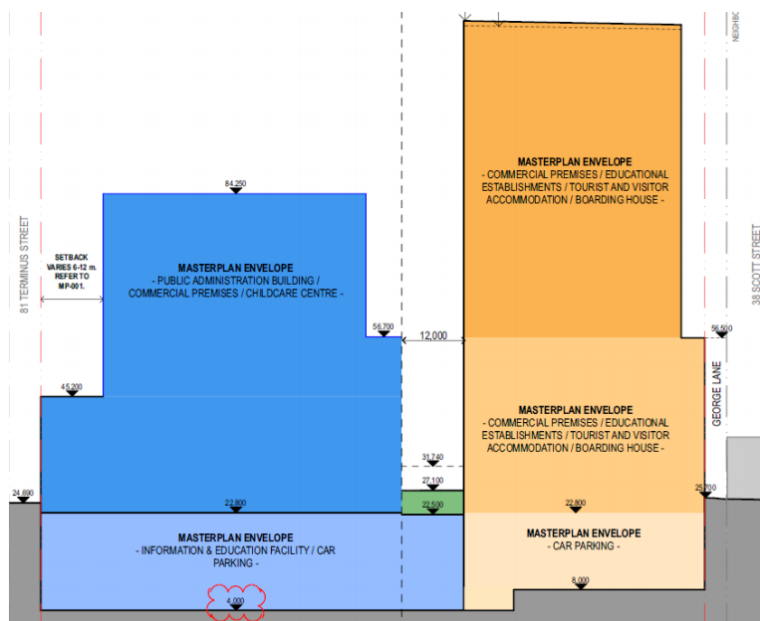 NEIGHBO
MASTERPLAN ENVELOPE
- COMMERCIAL PREMISES / EDUCATIONAL
ESTABLISHMENTS / TOURIST AND VISITOR
ACCOMMODATION / BOARDING HOUSE -
84,250
81 TERMINUS STREET
SETBACK
VARIES 6-12 m.
REFER TO
MP-001.
MASTERPLAN ENVELOPE
- PUBLIC ADMINISTRATION BUILDING /
COMMERCIAL PREMISES / CHILDCARE CENTRE -
38 SCOTT STREET
56,700
12,000
56,500
GEORGE LANE
45,200
MASTERPLAN ENVELOPE
- COMMERCIAL PREMISES / EDUCATIONAL
ESTABLISHMENTS / TOURIST AND VISITOR
ACCOMMODATION / BOARDING HOUSE -
31,740
27,100
24,690
25,700
22,800
22,500
22,800
MASTERPLAN ENVELOPE
- INFORMATION & EDUCATION FACILITY / CAR
PARKING -
MASTERPLAN ENVELOPE
- CAR PARKING -
8,000
4,000